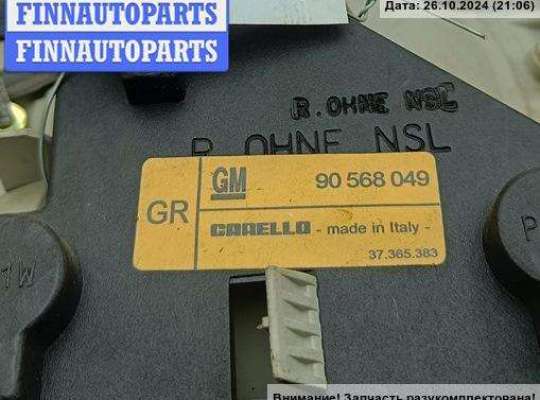 FINNAUTOPARTS
FINNAUTOPARTS
Дата: 26.10.2024 (21:06)
R.OHNE NSL
R OHNE NSL
GM 90 568 049
GR
CARELLO - made in Italy -
37.365.383
P
Внимание! Запчасть разукомплектована!